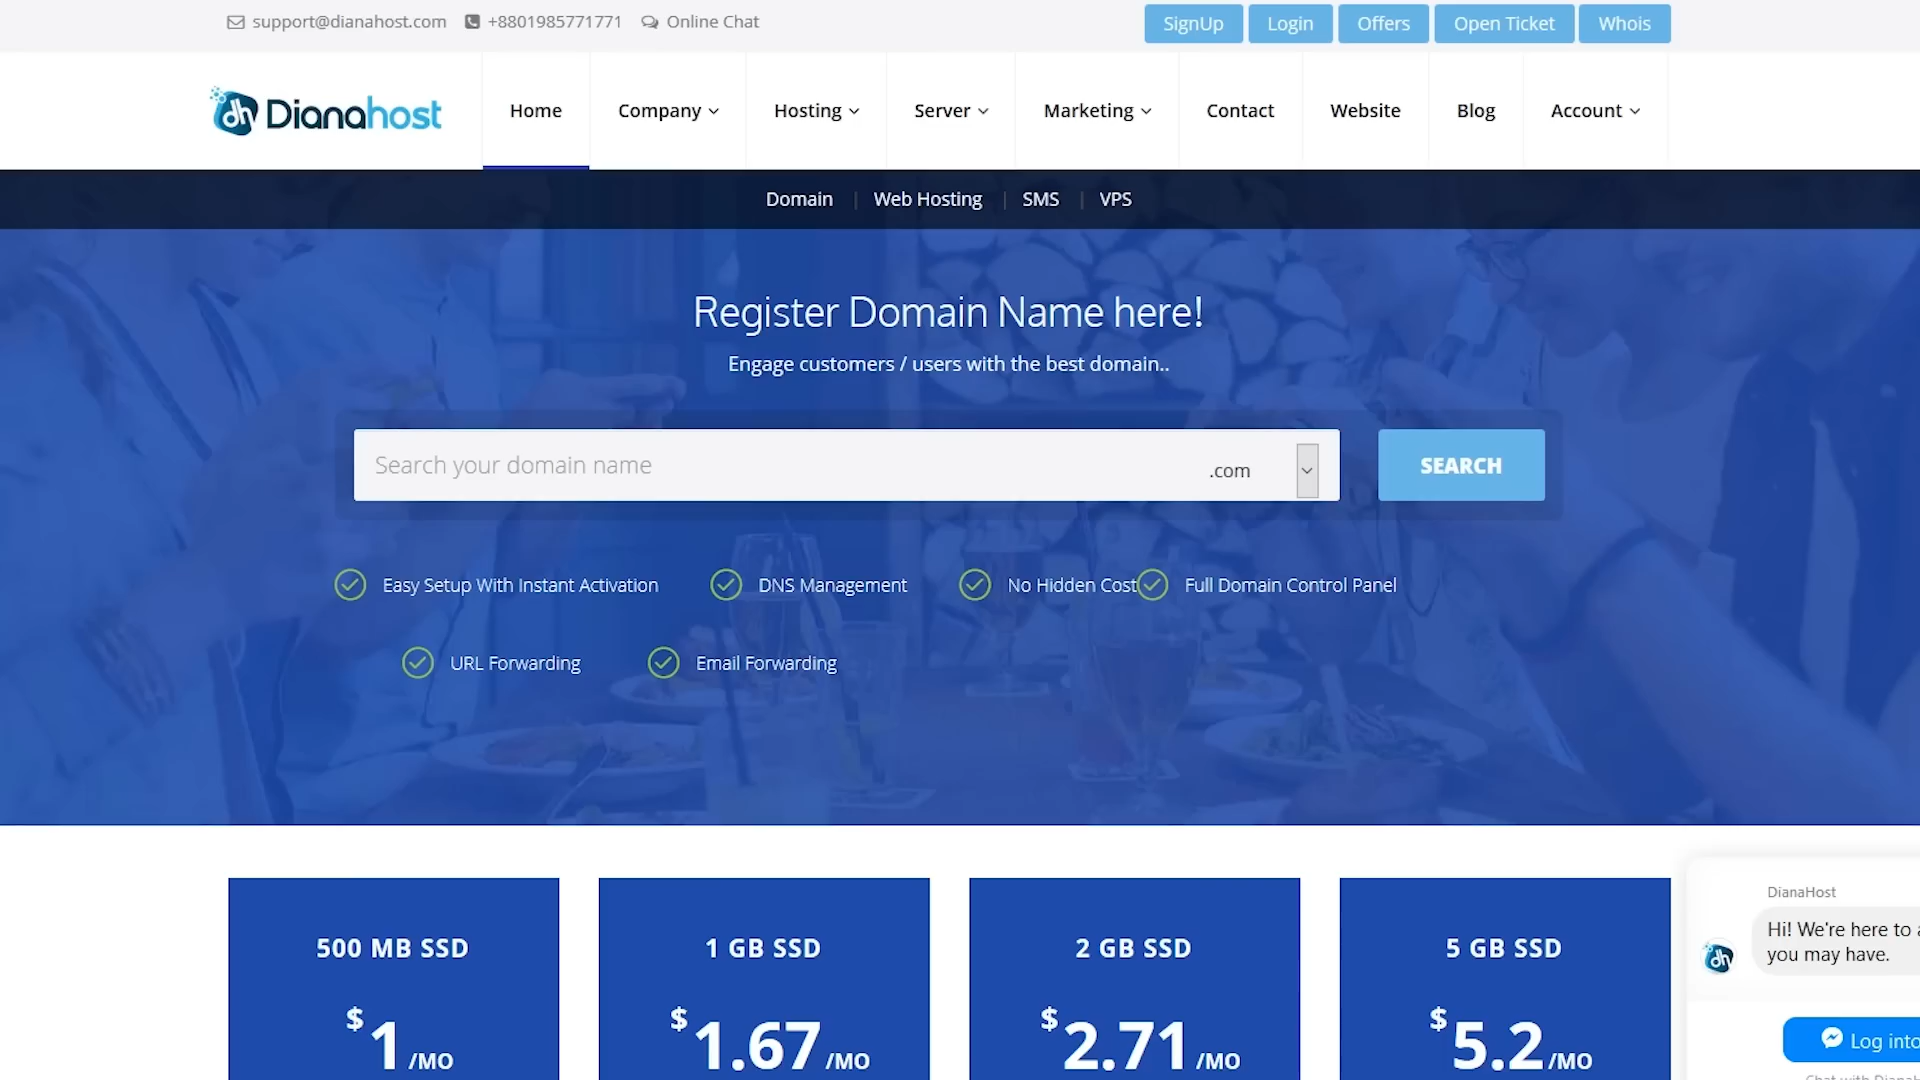 support@dianahost.com +8801985771771 Online Chat
SignUp Login Offers Open Ticket Whois
dh Dianahost
Home Company Hosting Server Marketing Contact Website Blog Account
Domain | Web Hosting | SMS | VPS
Register Domain Name here!
Engage customers / users with the best domain..
Search your domain name .com SEARCH
Easy Setup With Instant Activation DNS Management No Hidden Cost Full Domain Control Panel
URL Forwarding Email Forwarding
500 MB SSD
$1/MO
1 GB SSD
$1.67/MO
2 GB SSD
$2.71/MO
5 GB SSD
$5.2/MO
DianaHost
Hi! We're here to
you may have.
dh
Log into